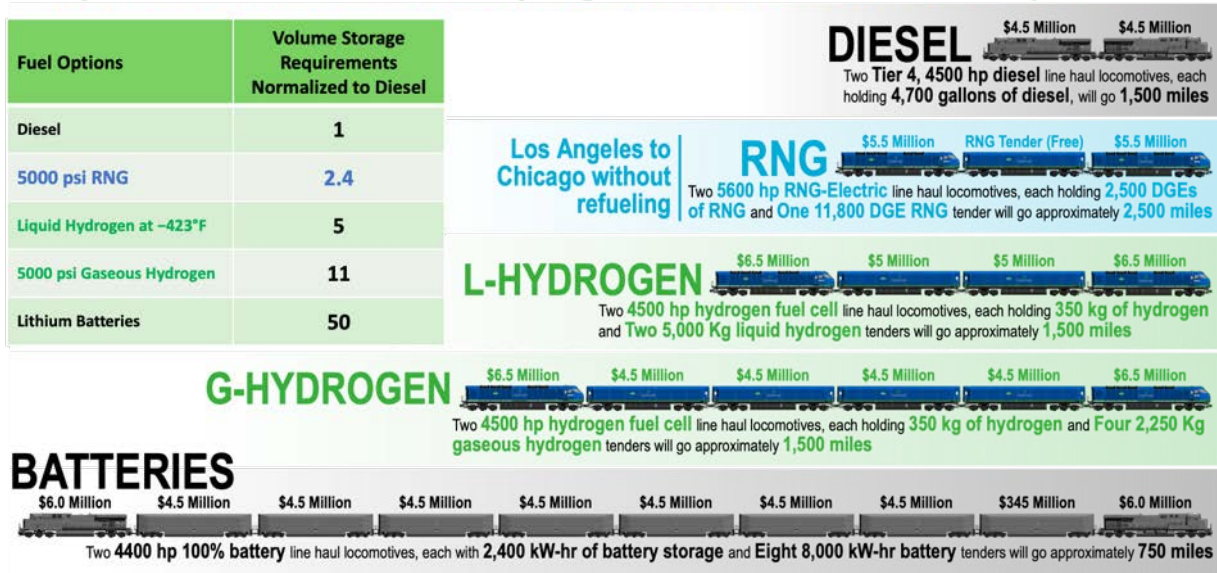 Fuel Options
Volume Storage
Requirements
Normalized to Diesel
Diesel
1
5000 psi RNG
2.4
Liquid Hydrogen at –423°F
5
5000 psi Gaseous Hydrogen
11
Lithium Batteries
50
DIESEL
$4.5 Million $4.5 Million
Two Tier 4, 4500 hp diesel line haul locomotives, each
holding 4,700 gallons of diesel, will go 1,500 miles
Los Angeles to
Chicago without
refueling
RNG
$5.5 Million RNG Tender (Free) $5.5 Million
Two 5600 hp RNG-Electric line haul locomotives, each holding 2,500 DGEs
of RNG and One 11,800 DGE RNG tender will go approximately 2,500 miles
L-HYDROGEN
$6.5 Million $5 Million $5 Million $6.5 Million
Two 4500 hp hydrogen fuel cell line haul locomotives, each holding 350 kg of hydrogen
and Two 5,000 Kg liquid hydrogen tenders will go approximately 1,500 miles
G-HYDROGEN
$6.5 Million $4.5 Million $4.5 Million $4.5 Million $4.5 Million $6.5 Million
Two 4500 hp hydrogen fuel cell line haul locomotives, each holding 350 kg of hydrogen and Four 2,250 Kg
gaseous hydrogen tenders will go approximately 1,500 miles
BATTERIES
$6.0 Million $4.5 Million $4.5 Million $4.5 Million $4.5 Million $4.5 Million $4.5 Million $4.5 Million $345 Million $6.0 Million
Two 4400 hp 100% battery line haul locomotives, each with 2,400 kW-hr of battery storage and Eight 8,000 kW-hr battery tenders will go approximately 750 miles